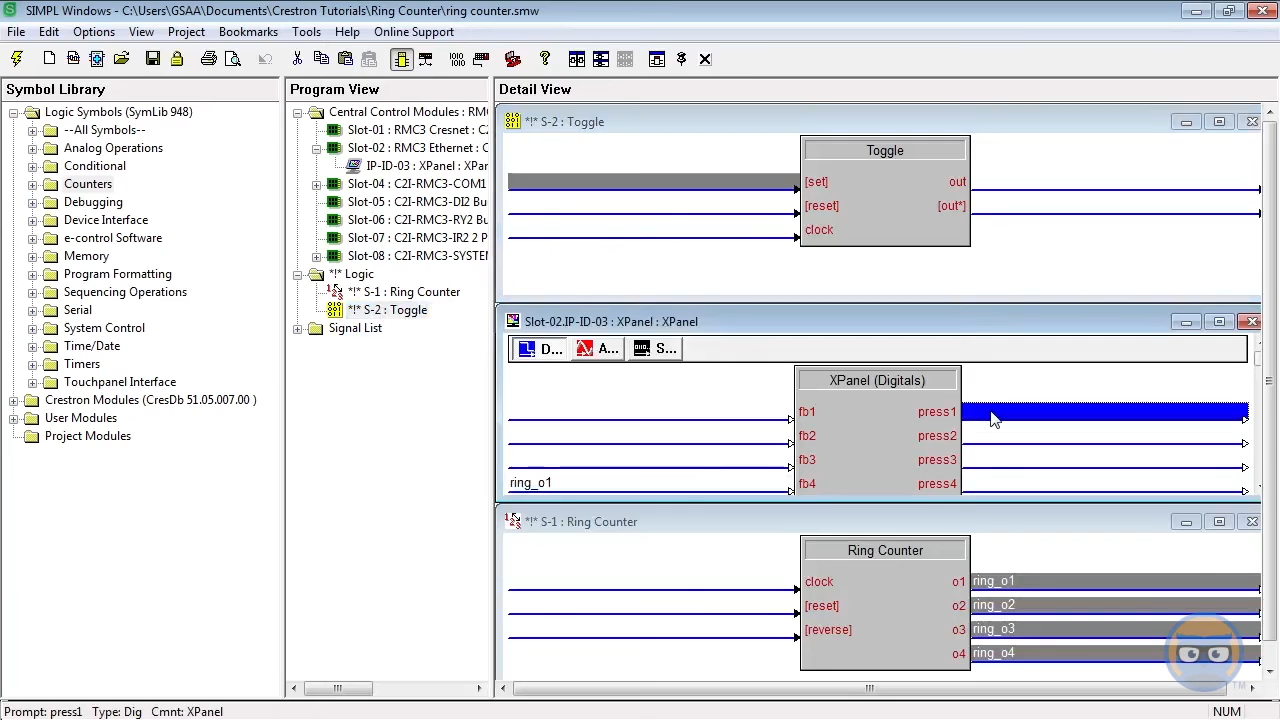 SIMPL Windows - C:\Users\GSAA\Documents\Crestron Tutorials\Ring Counter\ring counter.smw
File Edit Options View Project Bookmarks Tools Help Online Support
Symbol Library
Logic Symbols (SymLib 948)
--All Symbols--
Analog Operations
Conditional
Counters
Debugging
Device Interface
e-control Software
Memory
Program Formatting
Sequencing Operations
Serial
System Control
Time/Date
Timers
Touchpanel Interface
Crestron Modules (CresDb 51.05.007.00 )
User Modules
Project Modules
Program View
Central Control Modules : RMC
Slot-01 : RMC3 Cresnet : C2
Slot-02 : RMC3 Ethernet : C
IP-ID-03 : XPanel : XPar
Slot-04 : C2I-RMC3-COM1
Slot-05 : C2I-RMC3-DI2 Bu
Slot-06 : C2I-RMC3-RY2 Bu
Slot-07 : C2I-RMC3-IR2 2 P
Slot-08 : C2I-RMC3-SYSTE
*!* Logic
*!* S-1 : Ring Counter
*!* S-2 : Toggle
Signal List
Detail View
*!* S-2 : Toggle
Toggle
[set] out
[reset] [out*]
clock
Slot-02.IP-ID-03 : XPanel : XPanel
D... A... S...
XPanel (Digitals)
fb1 press1
fb2 press2
fb3 press3
ring_o1 fb4 press4
*!* S-1 : Ring Counter
Ring Counter
clock o1 ring_o1
[reset] o2 ring_o2
[reverse] o3 ring_o3
o4 ring_o4
TM
Prompt: press1 Type: Dig Cmnt: XPanel
NUM